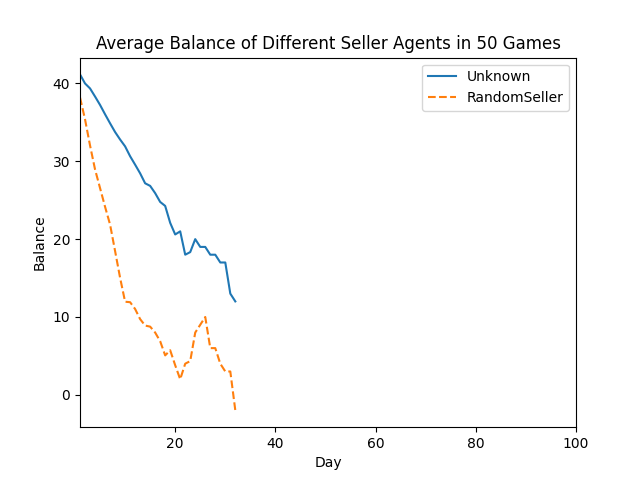 Average Balance of Different Seller Agents in 50 Games
Unknown
RandomSeller
Balance
40
30
20
10
0
20 40 60 80 100
Day